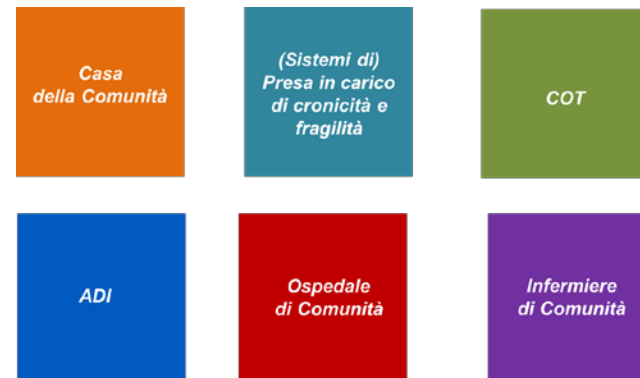 Casa
della Comunità
(Sistemi di)
Presa in carico
di cronicità e
fragilità
COT
ADI
Ospedale
di Comunità
Infermiere
di Comunità